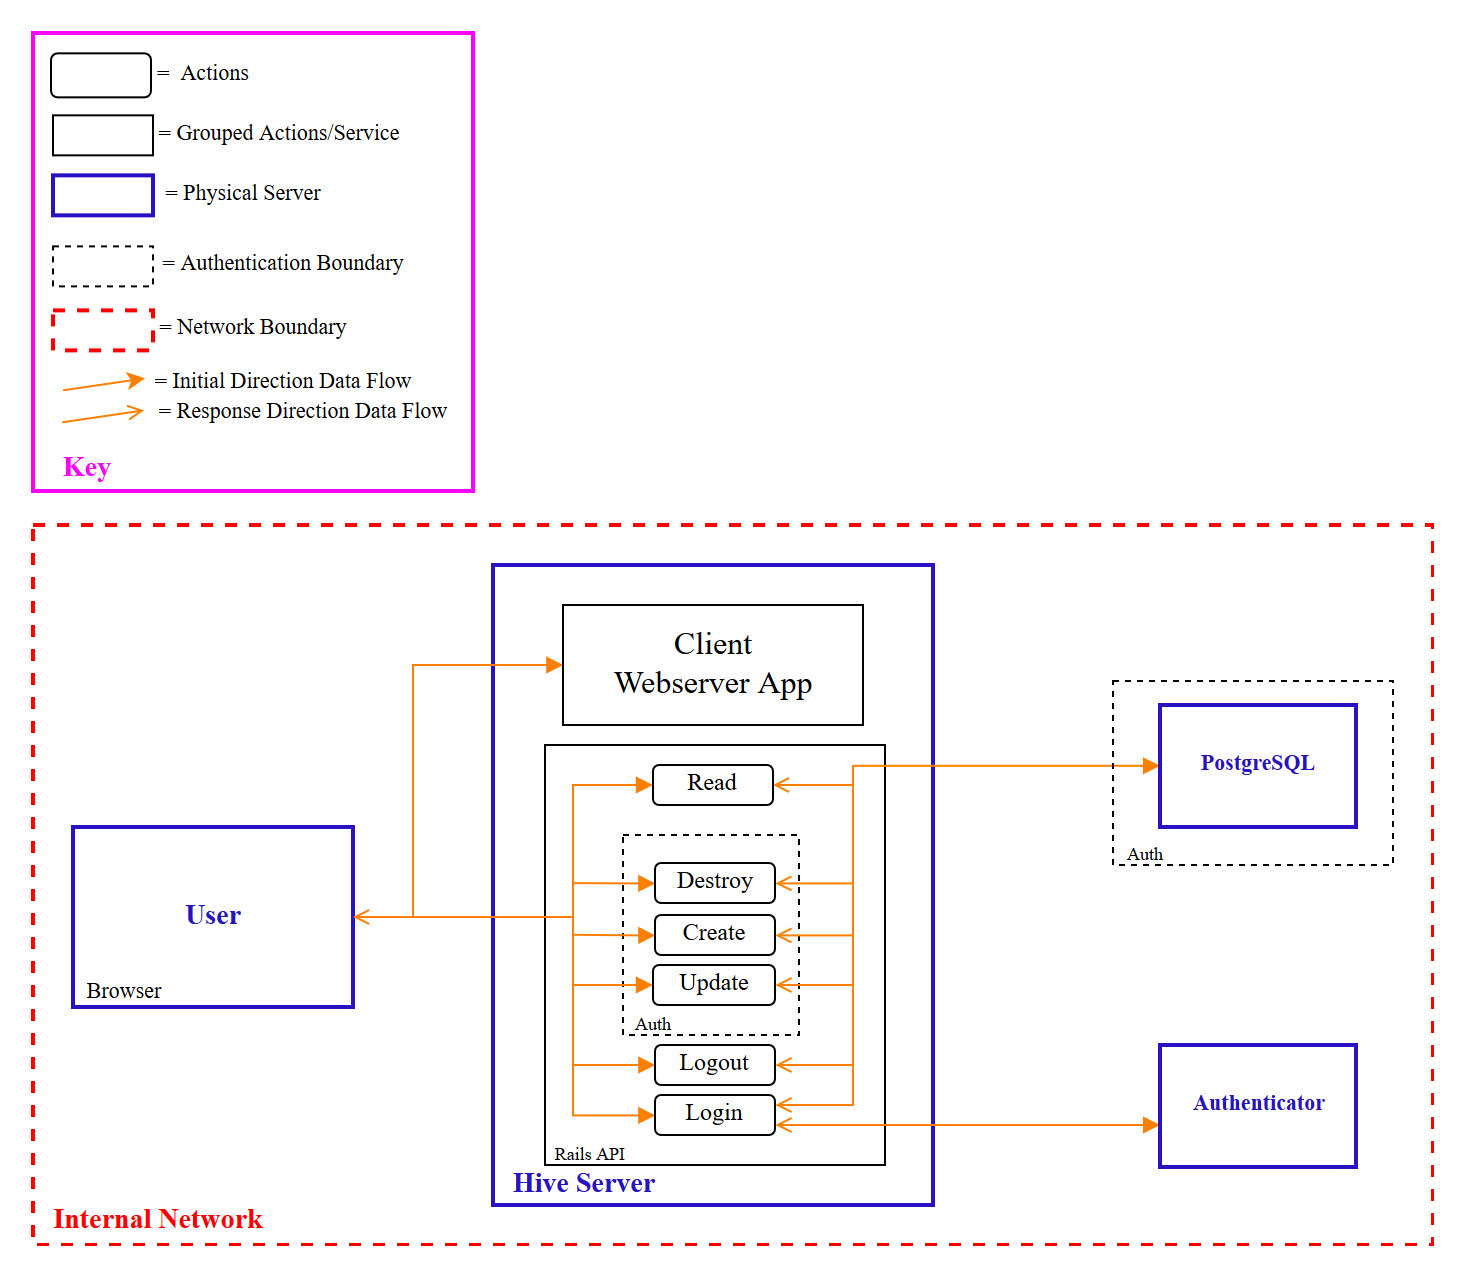 = Actions
= Grouped Actions/Service
= Physical Server
= Authentication Boundary
= Network Boundary
= Initial Direction Data Flow
= Response Direction Data Flow
Key
Client
Webserver App
Read
Destroy
Create
Update
Auth
Logout
Login
Rails API
Hive Server
User
Browser
PostgreSQL
Auth
Authenticator
Internal Network